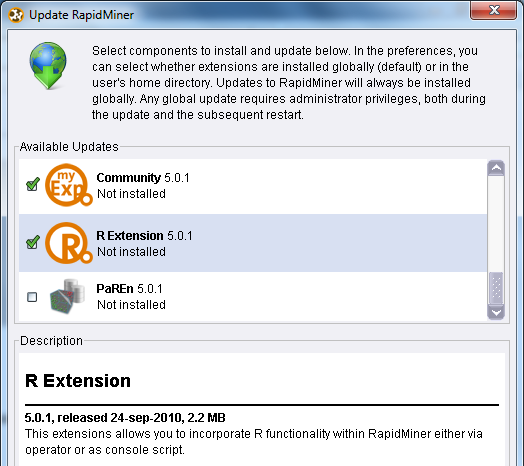 Update RapidMiner
Select components to install and update below. In the preferences, you
can select whether extensions are installed globally (default) or in the
user's home directory. Updates to RapidMiner will always be installed
globally. Any global update requires administrator privileges, both during
the update and the subsequent restart.
Available Updates
my
Exp
Community 5.0.1
Not installed
R
R Extension 5.0.1
Not installed
PaREn 5.0.1
Not installed
Description
R Extension
5.0.1, released 24-sep-2010, 2.2 MB
This extensions allows you to incorporate R functionality within RapidMiner either via
operator or as console script.